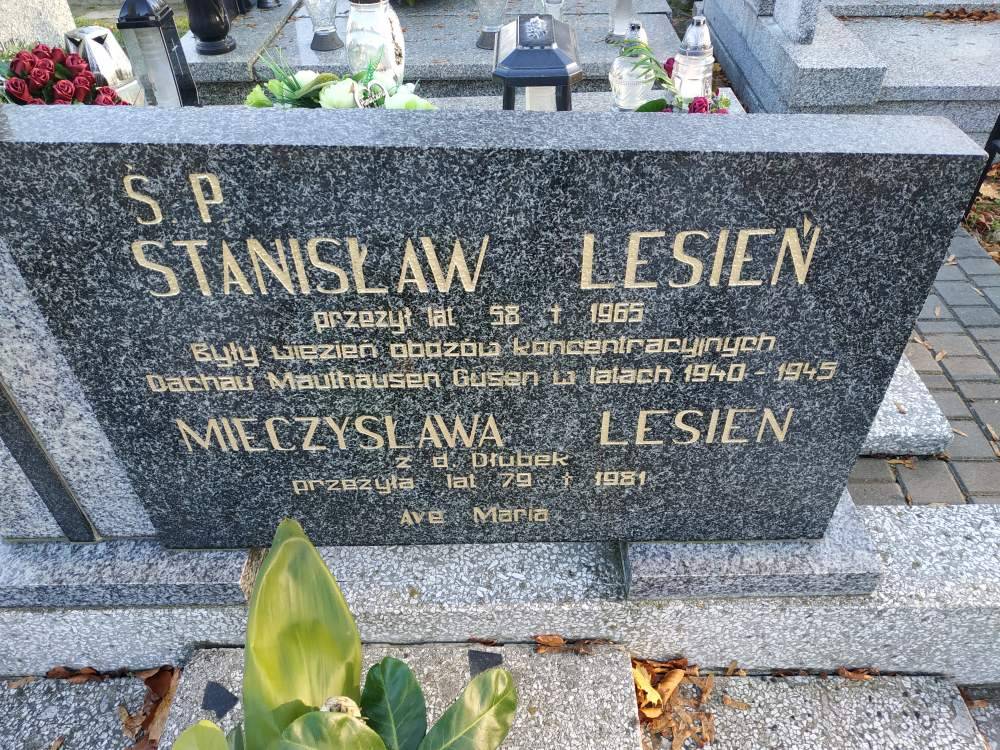 Ś. P.
STANISŁAW LESIEŃ
przeżył lat 58 † 1965
Były więzień obozów koncentracyjnych
Dachau Mauthausen Gusen w latach 1940 - 1945
MIECZYSŁAWA LESIEŃ
z d. Dłubek
przeżyła lat 79 † 1981
Ave Maria